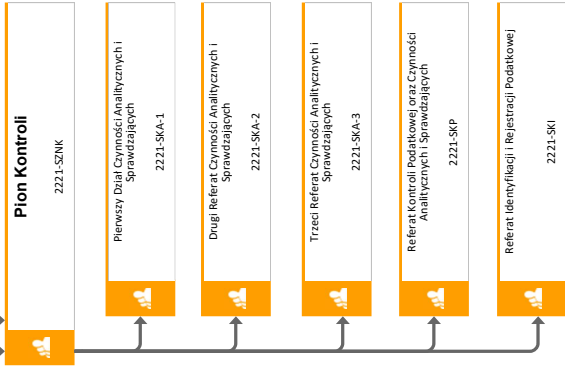 Pion Kontroli
2221-SZNK
Pierwszy Dział Czynności Analitycznych i
Sprawdzających
2221-SKA-1
Drugi Referat Czynności Analitycznych i
Sprawdzających
2221-SKA-2
Trzeci Referat Czynności Analitycznych i
Sprawdzających
2221-SKA-3
Referat Kontroli Podatkowej oraz Czynności
Analitycznych i Sprawdzających
2221-SKP
Referat Identyfikacji i Rejestracji Podatkowej
2221-SKI